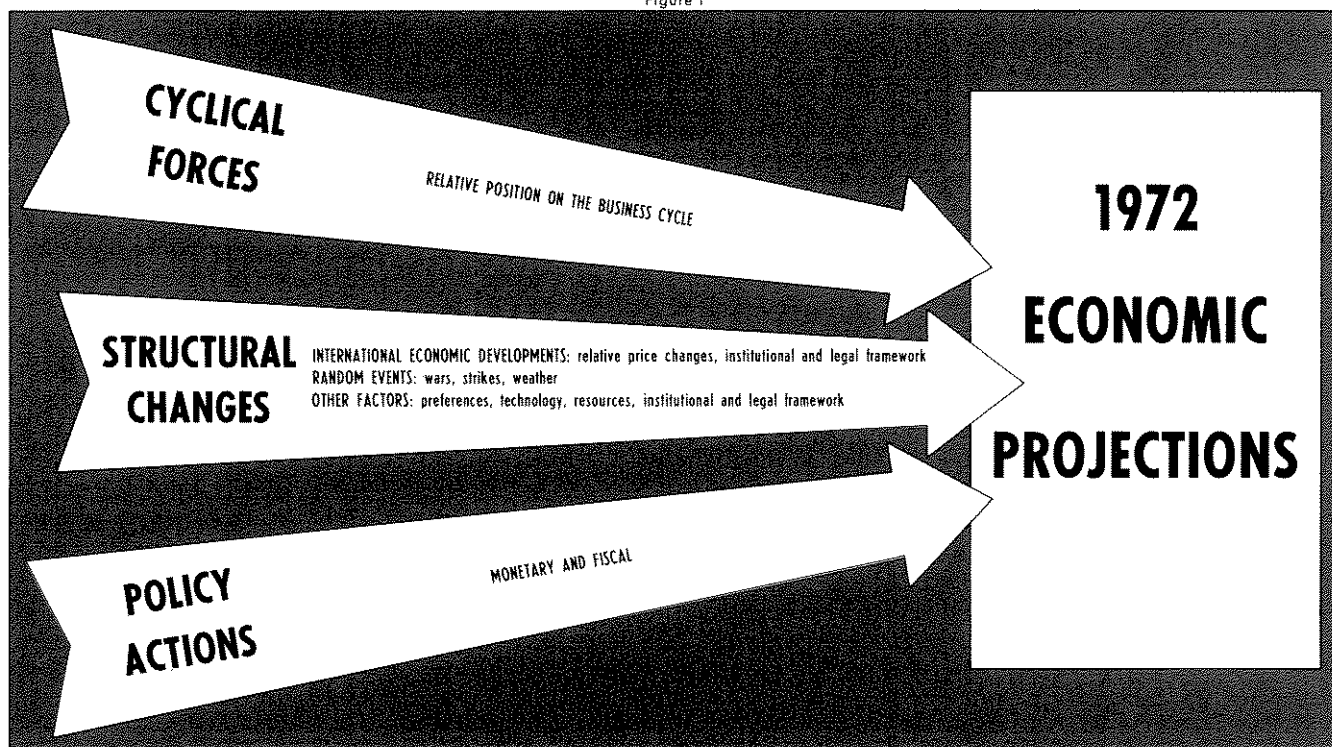 Figure 1
CYCLICAL
FORCES
RELATIVE POSITION ON THE BUSINESS CYCLE
STRUCTURAL
CHANGES
INTERNATIONAL ECONOMIC DEVELOPMENTS: relative price changes, institutional and legal framework
RANDOM EVENTS: wars, strikes, weather
OTHER FACTORS: preferences, technology, resources, institutional and legal framework
POLICY
ACTIONS
MONETARY AND FISCAL
1972
ECONOMIC
PROJECTIONS